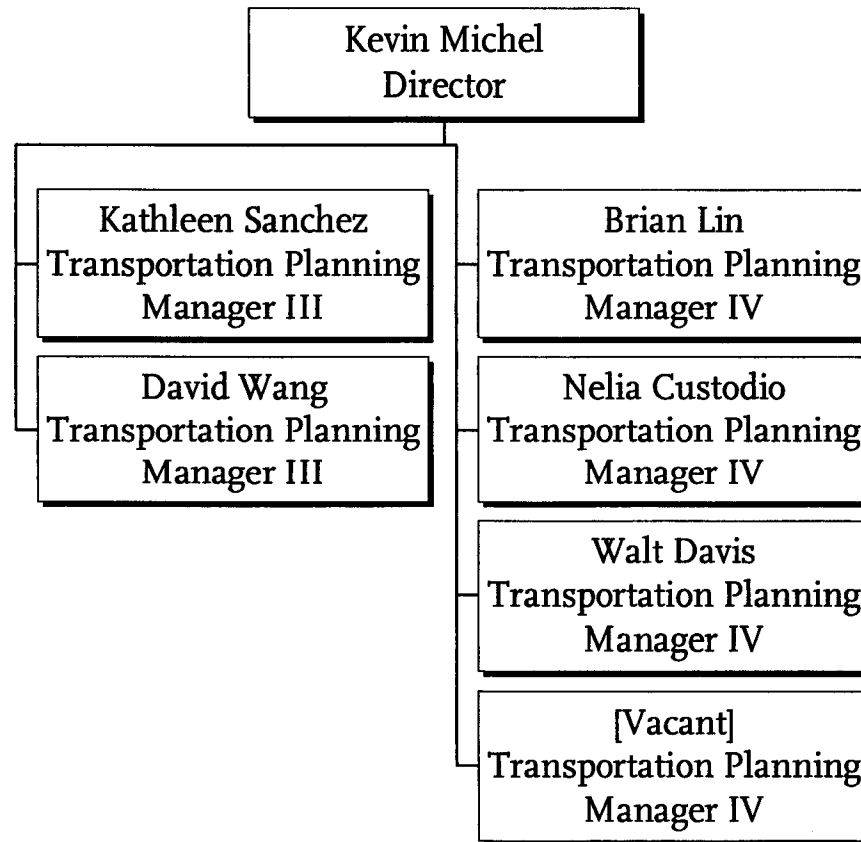 Kevin Michel
Director
Kathleen Sanchez
Transportation Planning
Manager III
David Wang
Transportation Planning
Manager III
Brian Lin
Transportation Planning
Manager IV
Nelia Custodio
Transportation Planning
Manager IV
Walt Davis
Transportation Planning
Manager IV
[Vacant]
Transportation Planning
Manager IV